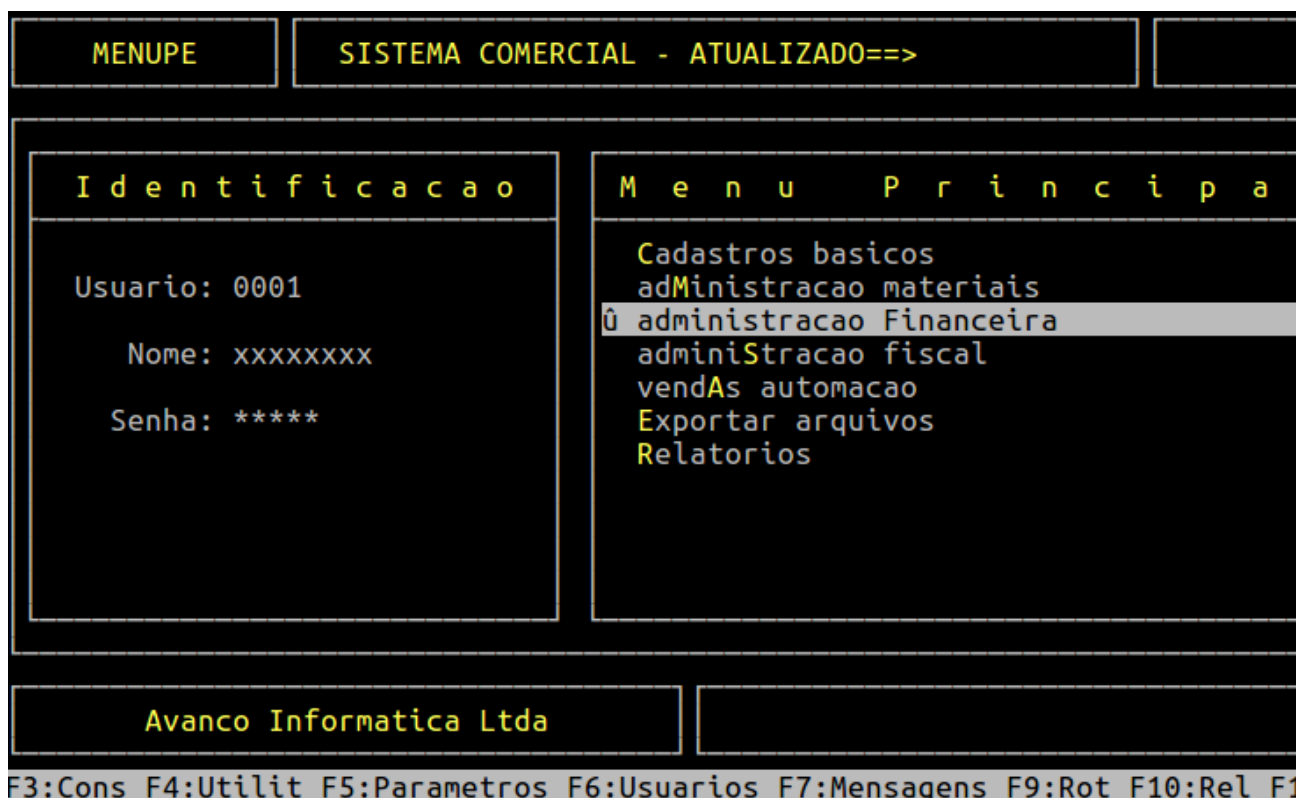 MENUPE
SISTEMA COMERCIAL - ATUALIZADO==>
I d e n t i f i c a c a o
Usuario: 0001
Nome: xxxxxxxx
Senha: *****
M e n u P r i n c i p a
Cadastros basicos
adMinistracao materiais
û administracao Financeira
adminiStracao fiscal
vendAs automacao
Exportar arquivos
Relatorios
Avanco Informatica Ltda
F3:Cons F4:Utilit F5:Parametros F6:Usuarios F7:Mensagens F9:Rot F10:Rel F1